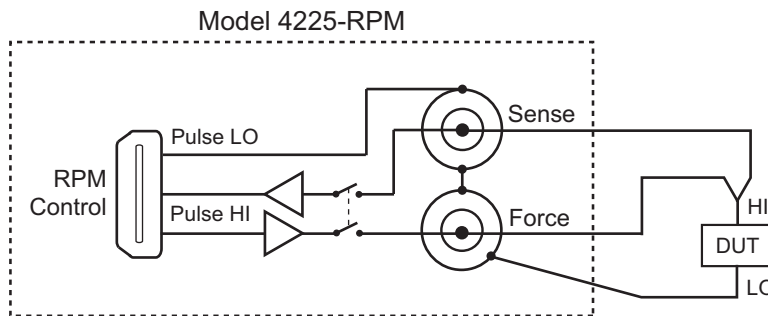 Model 4225-RPM
Pulse LO
Sense
RPM
Control
Pulse HI
Force
HI
DUT
LO